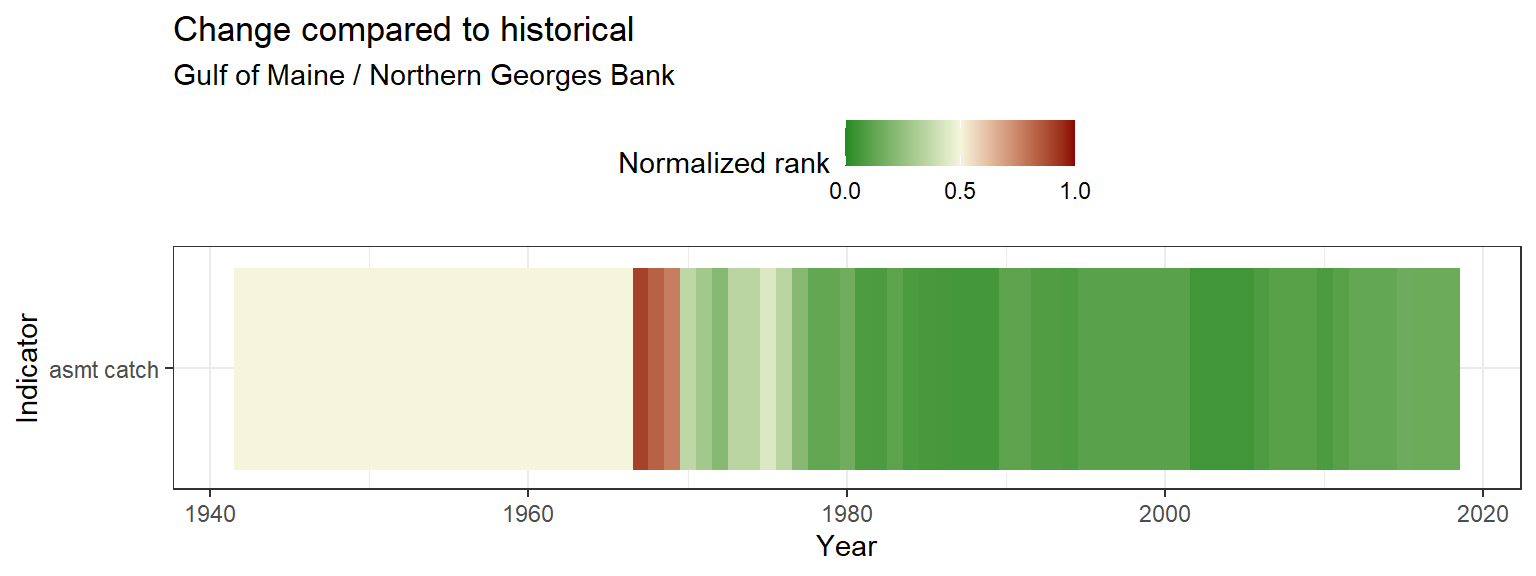 Change compared to historical
Gulf of Maine / Northern Georges Bank
Normalized rank
0.0 0.5 1.0
Indicator
asmt catch
1940 1960 1980 2000 2020
Year